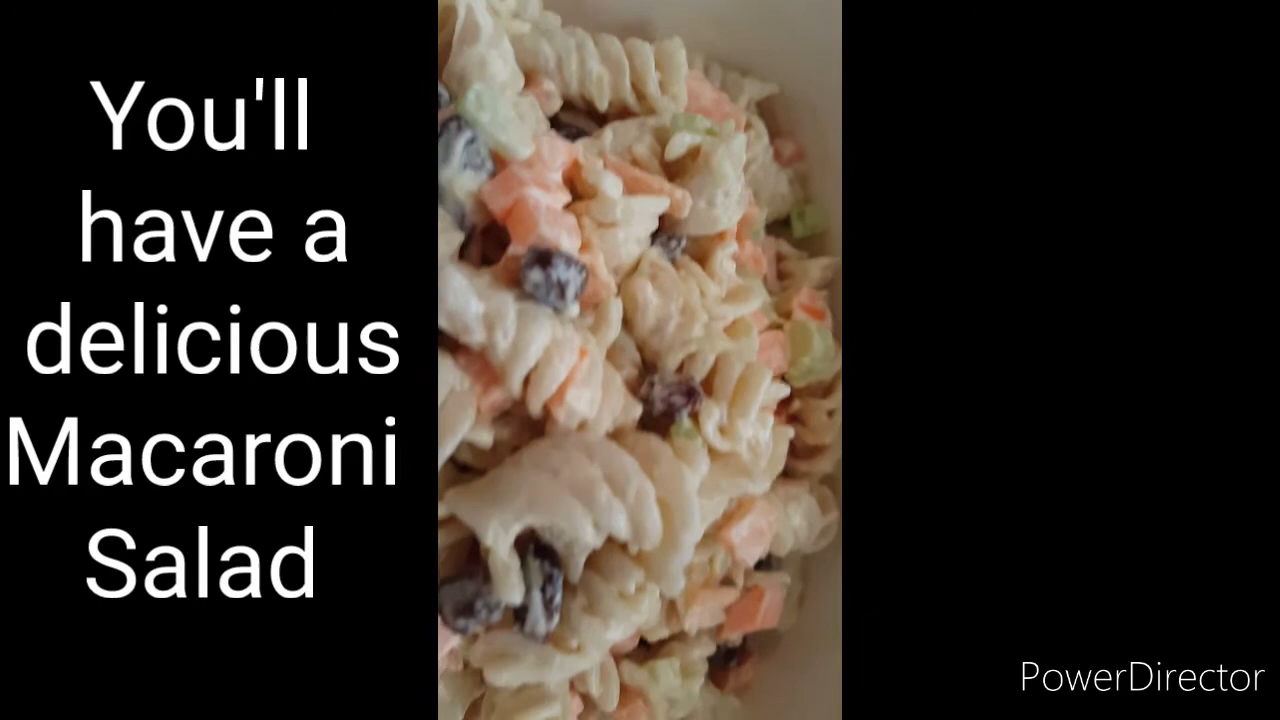 You'll
have a
delicious
Macaroni
Salad
PowerDirector